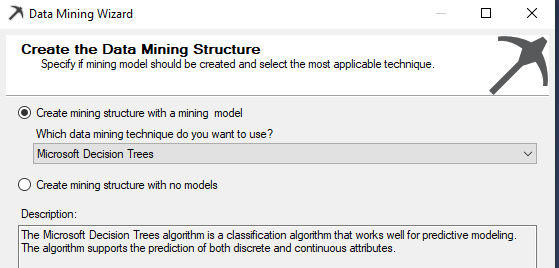 Data Mining Wizard
Create the Data Mining Structure
Specify if mining model should be created and select the most applicable technique.
Create mining structure with a mining model
Which data mining technique do you want to use?
Microsoft Decision Trees
Create mining structure with no models
Description:
The Microsoft Decision Trees algorithm is a classification algorithm that works well for predictive modeling.
The algorithm supports the prediction of both discrete and continuous attributes.